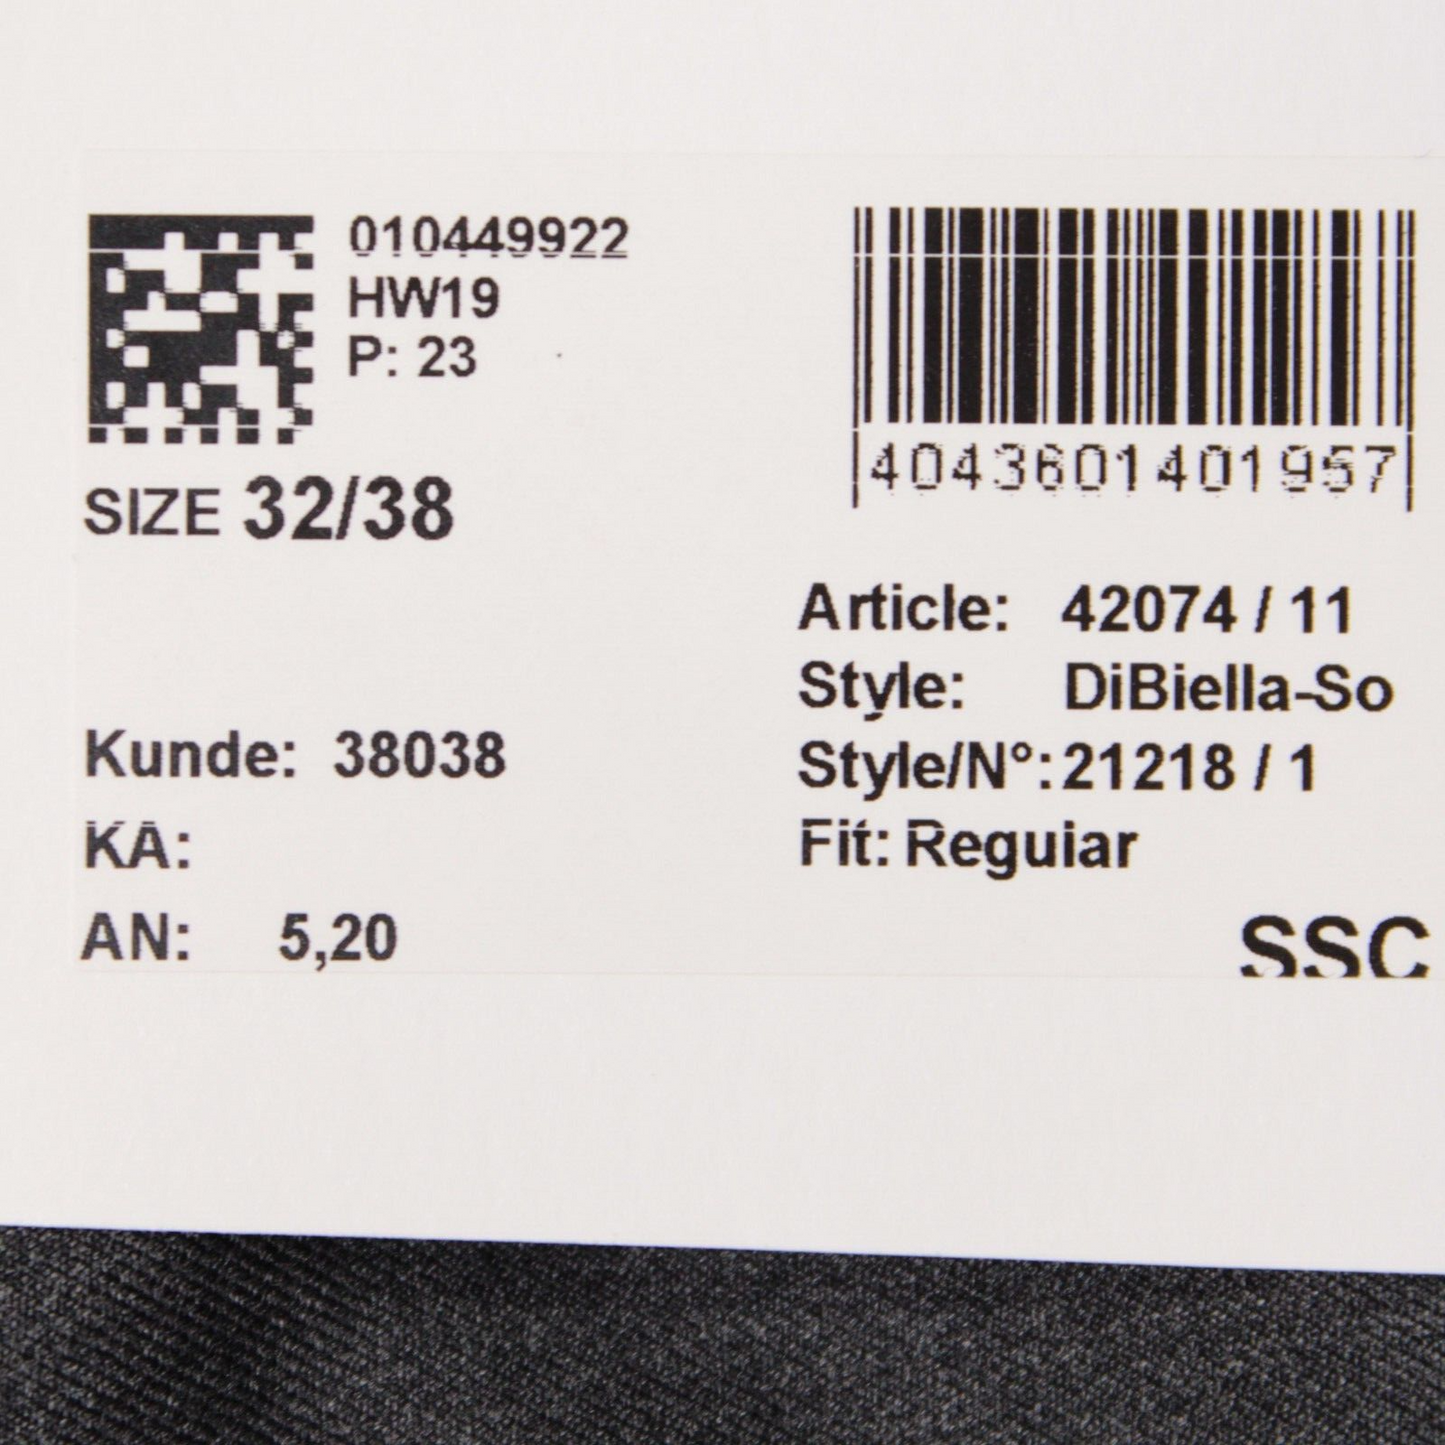 010449922
HW19
P: 23
SIZE 32/38
Kunde: 38038
KA:
AN: 5,20
4043601401957
Article: 42074 / 11
Style: DiBiella-So
Style/N°: 21218 / 1
Fit: Regular
SSC